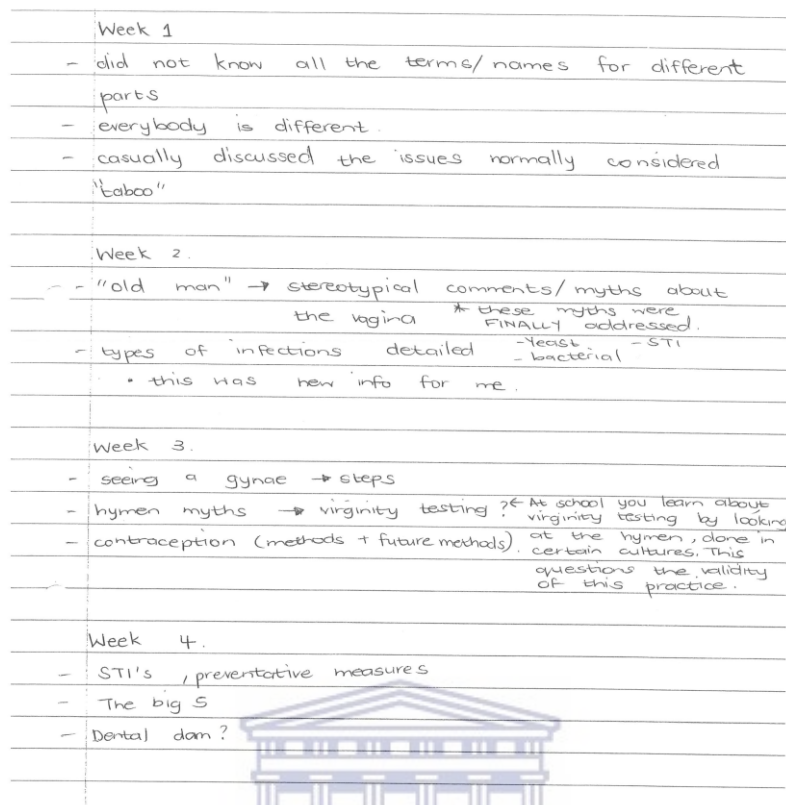 Week 1
- did not know all the terms/names for different
parts
- everybody is different.
- casually discussed the issues normally considered
"taboo"
Week 2.
- "old man" → stereotypical comments/myths about
the vagina * these myths were
FINALLY addressed.
- types of infections detailed - Yeast - STI
- bacterial
• this was new info for me.
Week 3.
- seeing a gynae → steps
- hymen myths → virginity testing? ← At school you learn about
virginity testing by looking
- contraception (methods + future methods). at the hymen, done in
certain cultures. This
questions the validity
of this practice.
Week 4.
- STI's, preventative measures
- The big 5
- Dental dam?